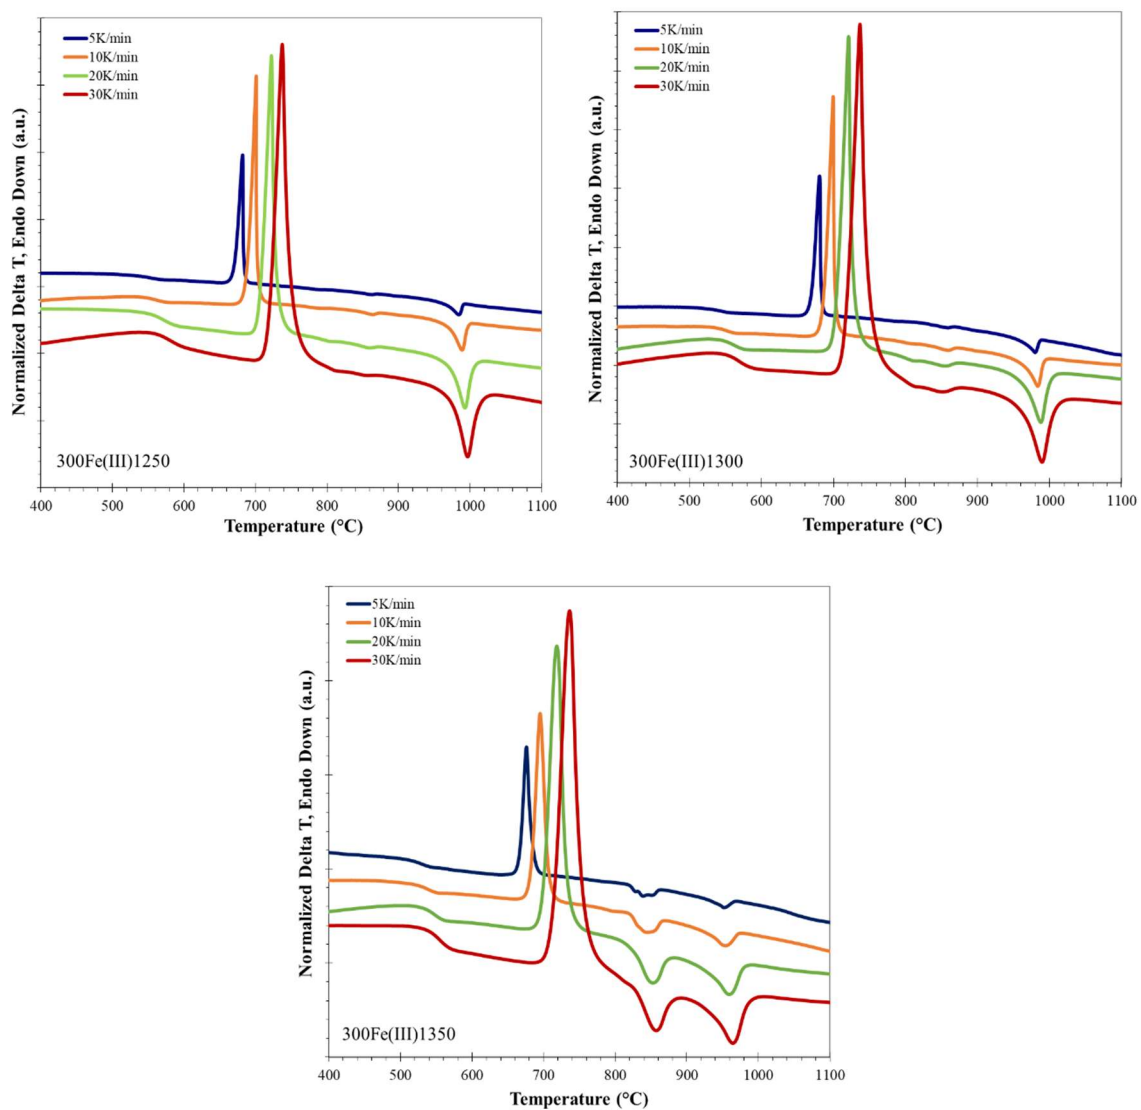 5K/min
10K/min
20K/min
30K/min
Normalized Delta T, Endo Down (a.u.)
300Fe(III)1250
400 500 600 700 800 900 1000 1100
Temperature (°C)
5K/min
10K/min
20K/min
30K/min
Normalized Delta T, Endo Down (a.u.)
300Fe(III)1300
400 500 600 700 800 900 1000 1100
Temperature (°C)
5K/min
10K/min
20K/min
30K/min
Normalized Delta T, Endo Down (a.u.)
300Fe(III)1350
400 500 600 700 800 900 1000 1100
Temperature (°C)